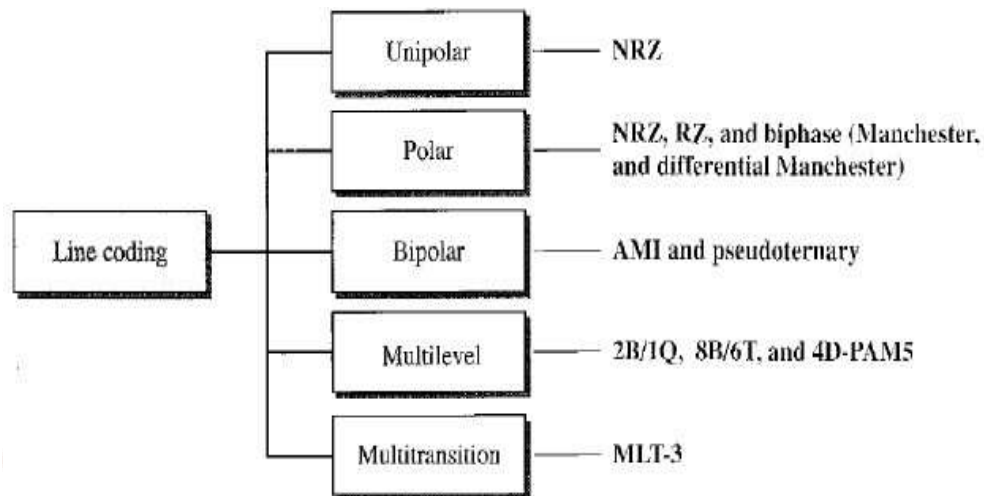 Unipolar
NRZ
Polar
NRZ, RZ, and biphase (Manchester,
and differential Manchester)
Line coding
Bipolar
AMI and pseudoternary
Multilevel
2B/1Q, 8B/6T, and 4D-PAM5
Multitransition
MLT-3